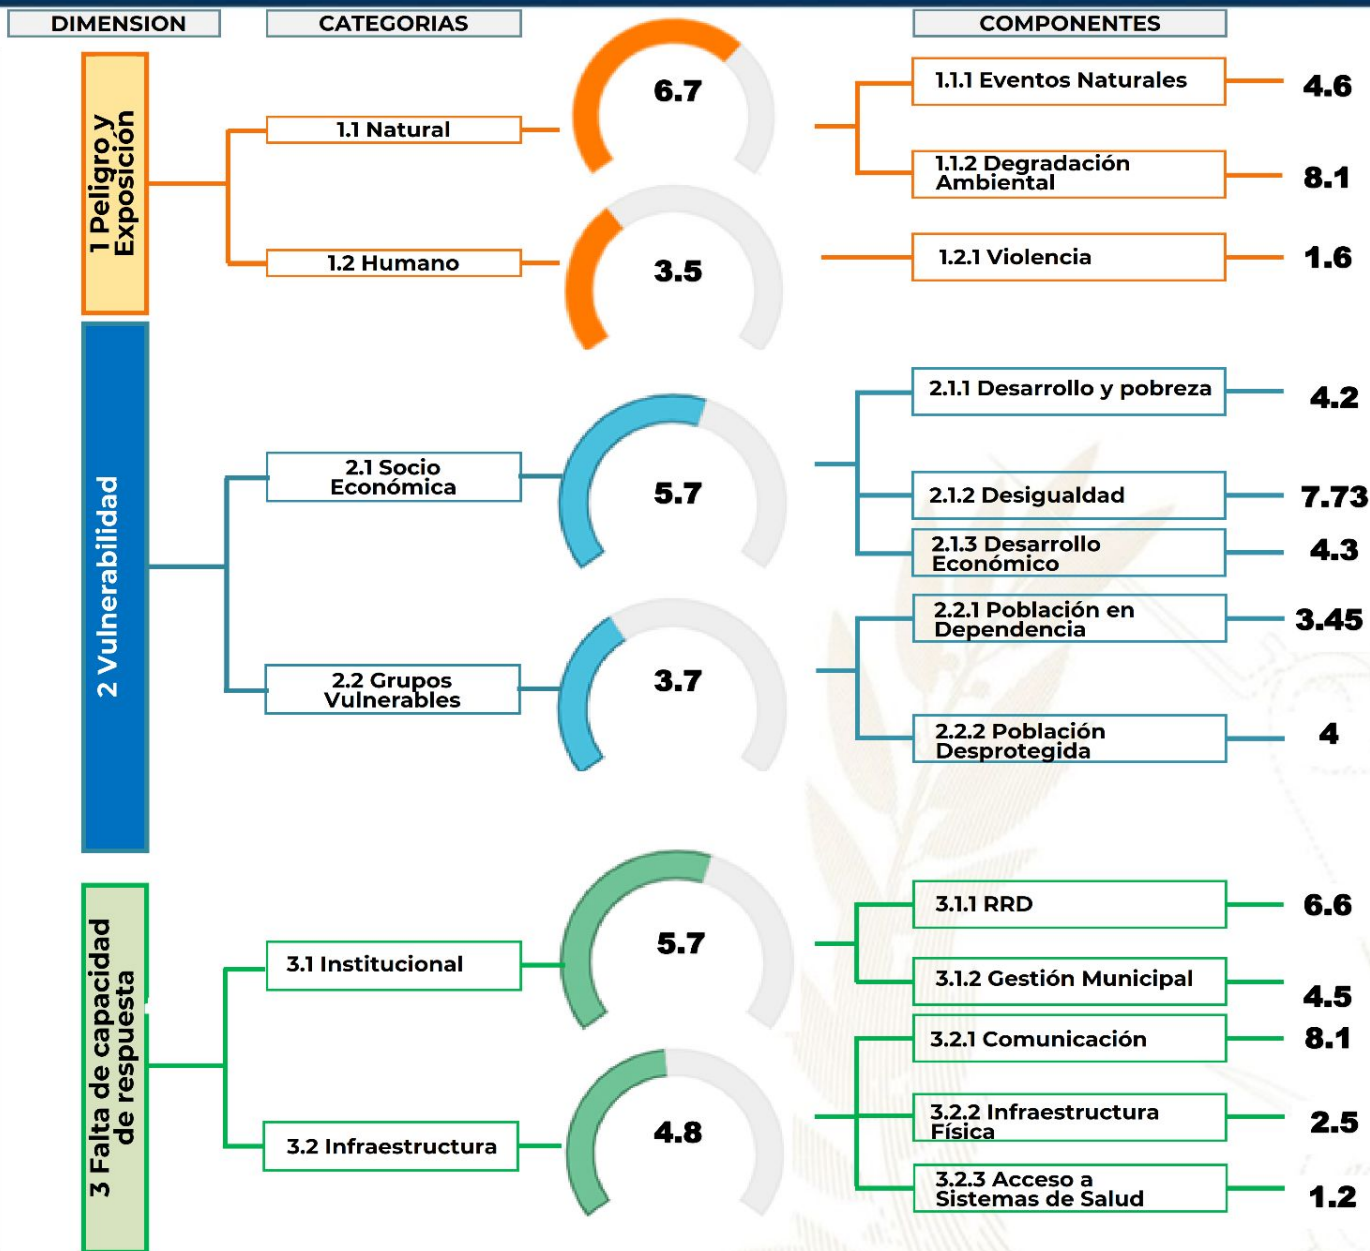 DIMENSION
CATEGORIAS
COMPONENTES
1 Peligro y
Exposición
1.1 Natural
6.7
1.1.1 Eventos Naturales
4.6
1.1.2 Degradación
Ambiental
8.1
1.2 Humano
3.5
1.2.1 Violencia
1.6
2 Vulnerabilidad
2.1 Socio
Económica
5.7
2.1.1 Desarrollo y pobreza
4.2
2.1.2 Desigualdad
7.73
2.1.3 Desarrollo
Económico
4.3
2.2 Grupos
Vulnerables
3.7
2.2.1 Población en
Dependencia
3.45
2.2.2 Población
Desprotegida
4
3 Falta de capacidad
de respuesta
3.1 Institucional
5.7
3.1.1 RRD
6.6
3.1.2 Gestión Municipal
4.5
3.2 Infraestructura
4.8
3.2.1 Comunicación
8.1
3.2.2 Infraestructura
Física
2.5
3.2.3 Acceso a
Sistemas de Salud
1.2